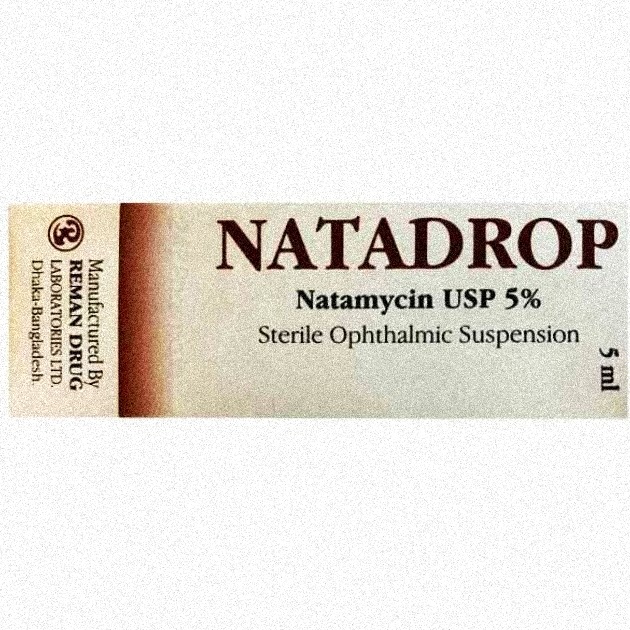 NATADROP
Natamycin USP 5%
Sterile Ophthalmic Suspension
5 ml
Manufactured By
REMAN DRUG
LABORATORIES LTD.
Dhaka-Bangladesh.